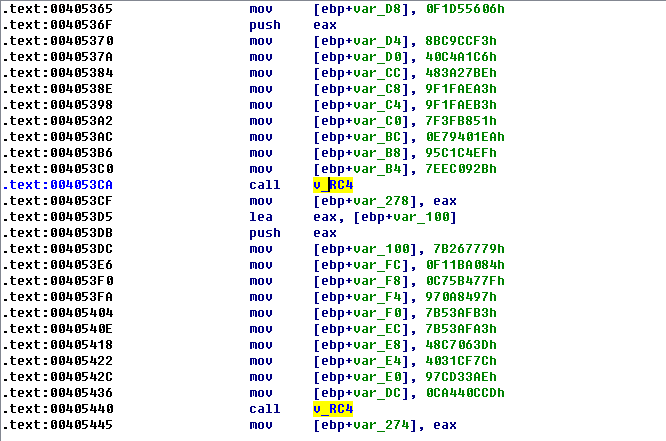 .text:00405365 mov [ebp+var_D8], 0F1D55606h
.text:0040536F push eax
.text:00405370 mov [ebp+var_D4], 8BC9CCF3h
.text:0040537A mov [ebp+var_D0], 40C4A1C6h
.text:00405384 mov [ebp+var_CC], 483A27BEh
.text:0040538E mov [ebp+var_C8], 9F1FAEA3h
.text:00405398 mov [ebp+var_C4], 9F1FAEB3h
.text:004053A2 mov [ebp+var_C0], 7F3FB851h
.text:004053AC mov [ebp+var_BC], 0E79401EAh
.text:004053B6 mov [ebp+var_B8], 95C1C4EFh
.text:004053C0 mov [ebp+var_B4], 7EEC092Bh
.text:004053CA call v_RC4
.text:004053CF mov [ebp+var_278], eax
.text:004053D5 lea eax, [ebp+var_100]
.text:004053DB push eax
.text:004053DC mov [ebp+var_100], 7B267779h
.text:004053E6 mov [ebp+var_FC], 0F11BA084h
.text:004053F0 mov [ebp+var_F8], 0C75B477Fh
.text:004053FA mov [ebp+var_F4], 970A8497h
.text:00405404 mov [ebp+var_F0], 7B53AFB3h
.text:0040540E mov [ebp+var_EC], 7B53AFA3h
.text:00405418 mov [ebp+var_E8], 48C7063Dh
.text:00405422 mov [ebp+var_E4], 4031CF7Ch
.text:0040542C mov [ebp+var_E0], 97CD33AEh
.text:00405436 mov [ebp+var_DC], 0CA440CCDh
.text:00405440 call v_RC4
.text:00405445 mov [ebp+var_274], eax